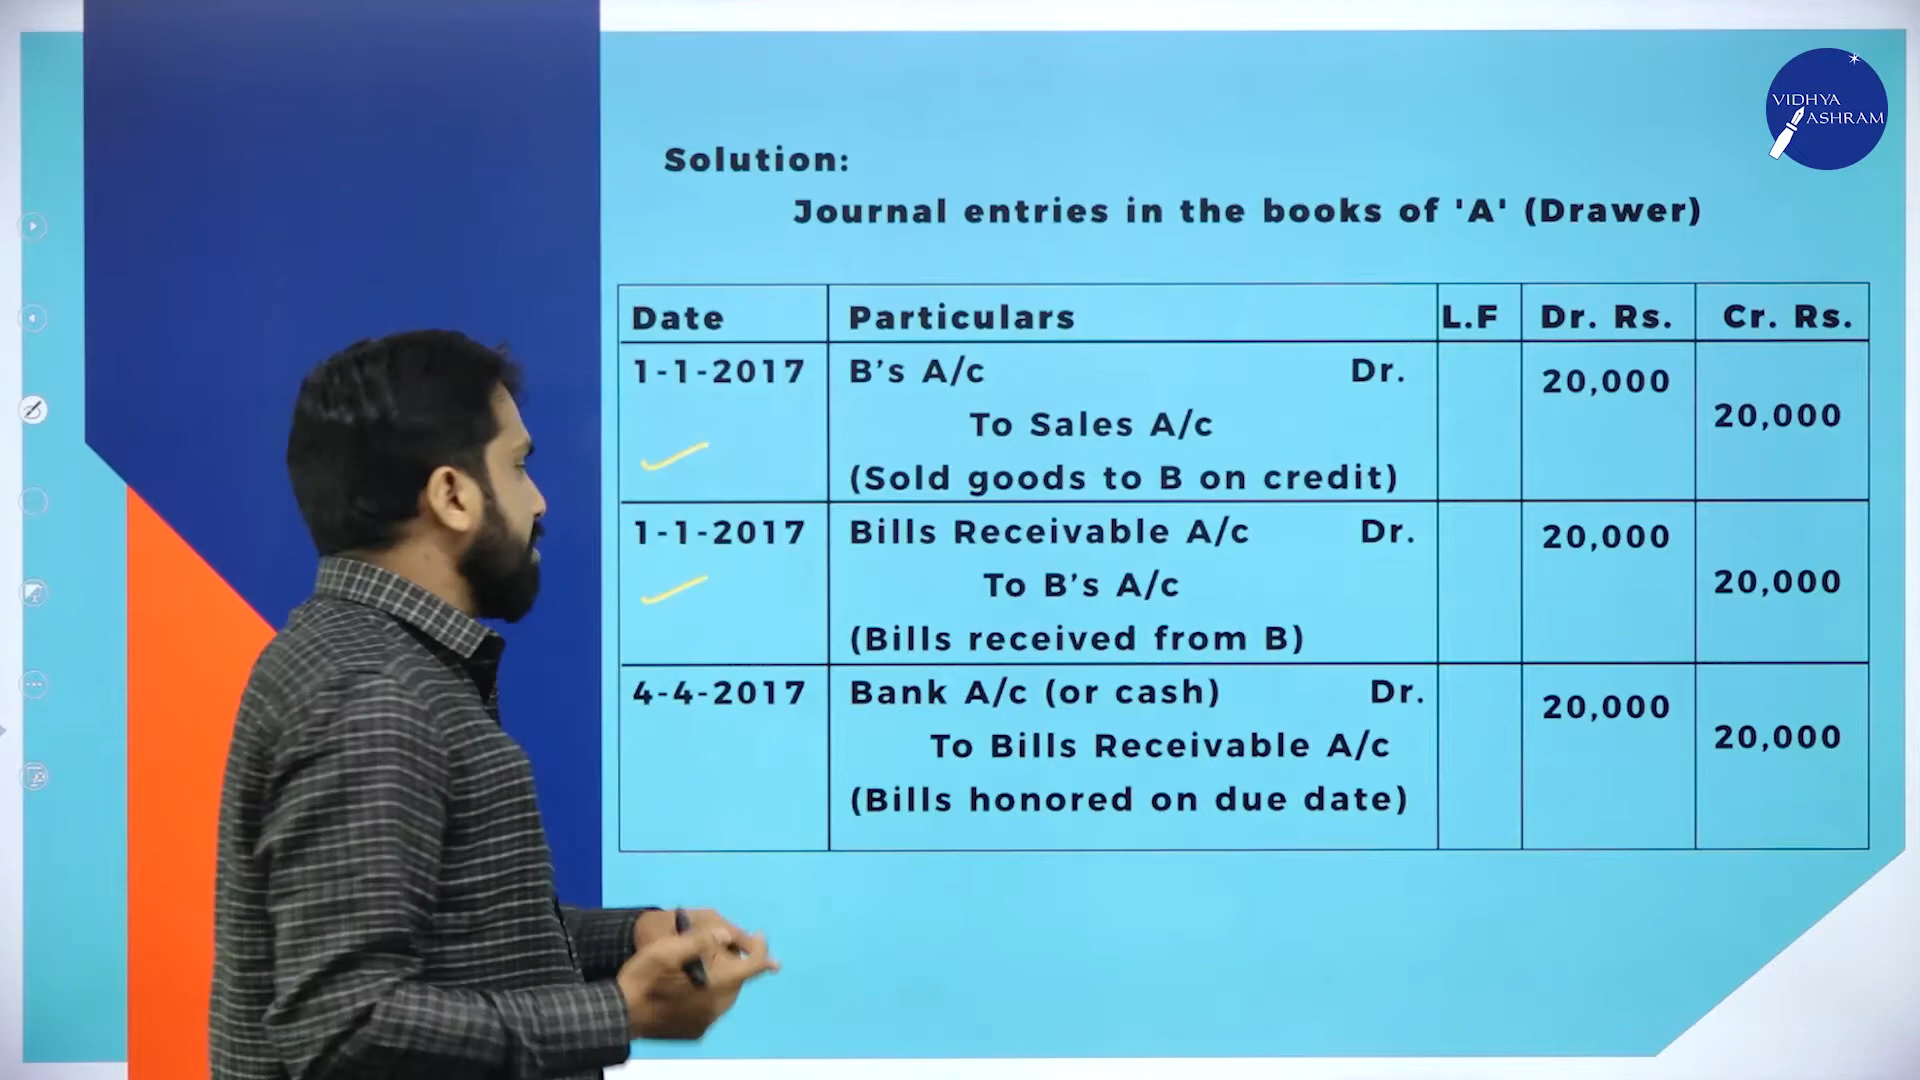 VIDHYA
ASHRAM
Solution:
Journal entries in the books of 'A' (Drawer)
Date Particulars L.F Dr. Rs. Cr. Rs.
1-1-2017 B’s A/c Dr. 20,000
To Sales A/c 20,000
(Sold goods to B on credit)
1-1-2017 Bills Receivable A/c Dr. 20,000
To B’s A/c 20,000
(Bills received from B)
4-4-2017 Bank A/c (or cash) Dr. 20,000
To Bills Receivable A/c 20,000
(Bills honored on due date)